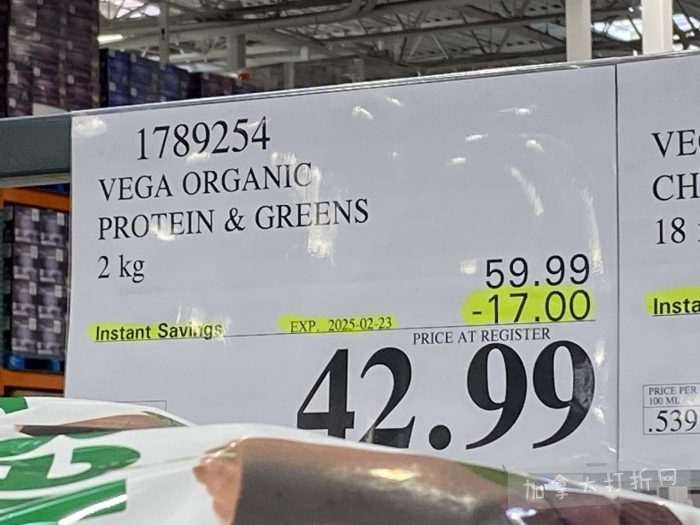 1789254
VEGA ORGANIC
PROTEIN & GREENS
2 kg
59.99
-17.00
Instant Savings
EXP. 2025-02-23
PRICE AT REGISTER
42.99
VE
CH
18
Insta
PRICE PER
100 ML
.539
加拿大打折网